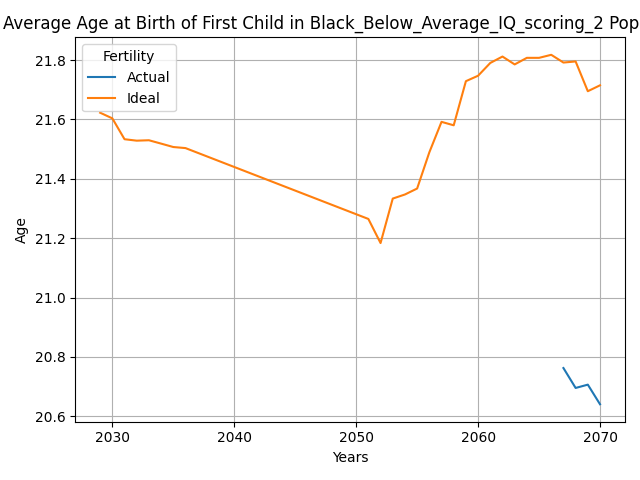 Average Age at Birth of First Child in Black_Below_Average_IQ_scoring_2 Pop
Fertility
Actual
Ideal
21.8
21.6
21.4
21.2
21.0
20.8
20.6
Age
2030 2040 2050 2060 2070
Years